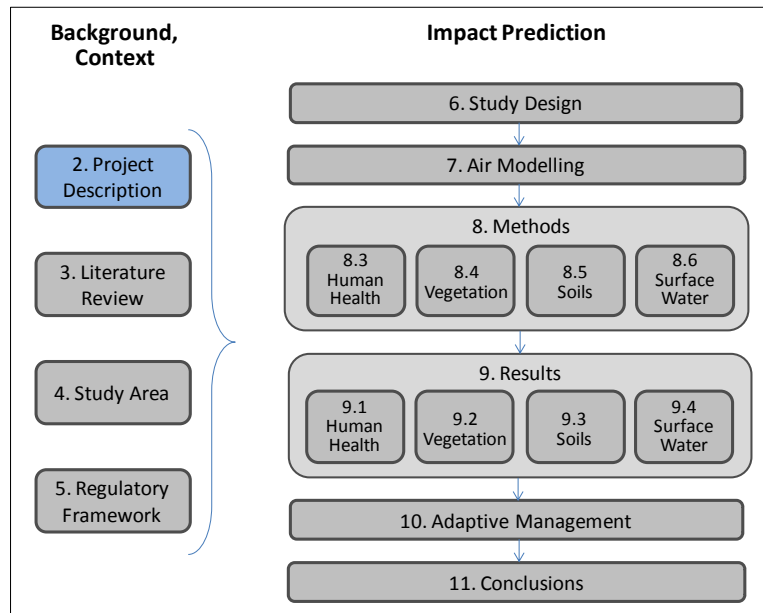 Background,
Context
2. Project
Description
3. Literature
Review
4. Study Area
5. Regulatory
Framework
Impact Prediction
6. Study Design
7. Air Modelling
8. Methods
8.3
Human
Health
8.4
Vegetation
8.5
Soils
8.6
Surface
Water
9. Results
9.1
Human
Health
9.2
Vegetation
9.3
Soils
9.4
Surface
Water
10. Adaptive Management
11. Conclusions